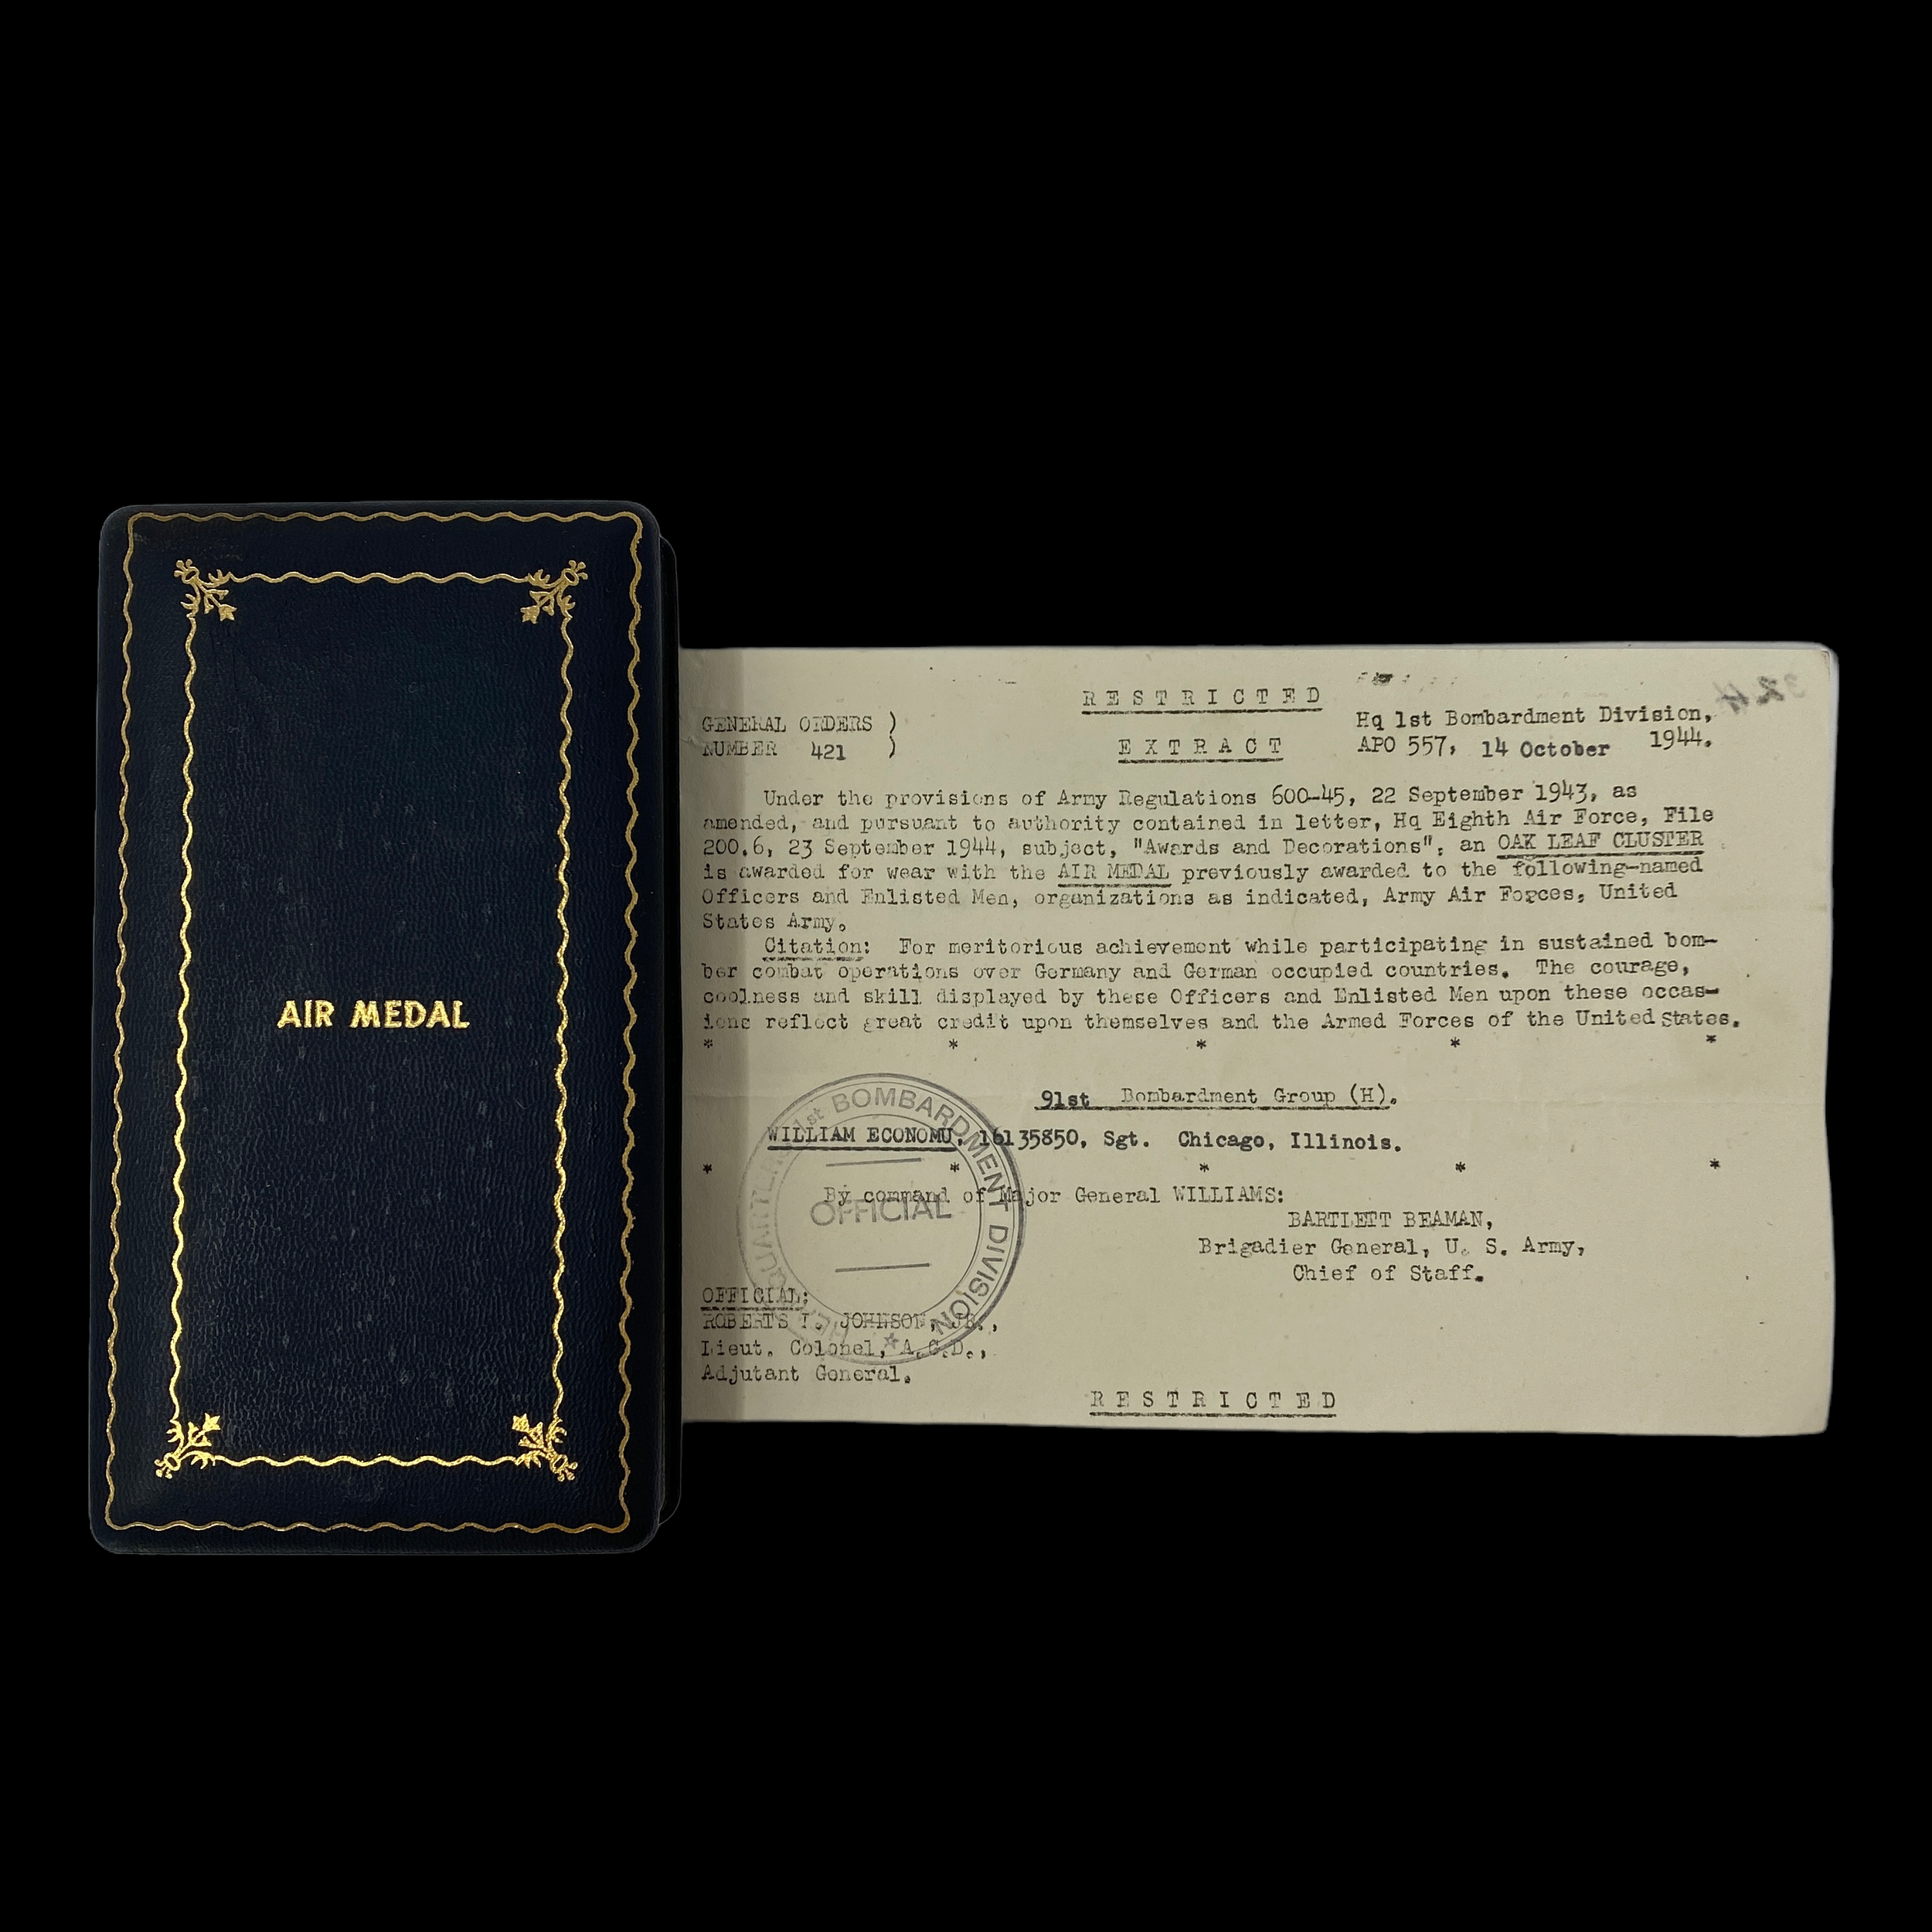 AIR MEDAL
RESTRICTED
GENERAL ORDERS )
NUMBER 421 )
EXTRACT
Hq 1st Bombardment Division,
APO 557, 14 October 1944.
Under the provisions of Army Regulations 600-45, 22 September 1943, as
amended, and pursuant to authority contained in letter, Hq Eighth Air Force, File
200.6, 23 September 1944, subject, "Awards and Decorations", an OAK LEAF CLUSTER
is awarded for wear with the AIR MEDAL previously awarded to the following-named
Officers and Enlisted Men, organizations as indicated, Army Air Forces, United
States Army.
Citation: For meritorious achievement while participating in sustained bom-
ber combat operations over Germany and German occupied countries. The courage,
coolness and skill displayed by these Officers and Enlisted Men upon these occas-
ions reflect great credit upon themselves and the Armed Forces of the United States.
* * * * *
91st Bombardment Group (H).
WILLIAM ECONOMU, 16135850, Sgt. Chicago, Illinois.
* * * * *
By command of Major General WILLIAMS:
BARTLETT BEAMAN,
Brigadier General, U. S. Army,
Chief of Staff.
OFFICIAL:
ROBERTS JOHNSON, JR.,
Lieut. Colonel, A.G.D.,
Adjutant General.
RESTRICTED
HEADQUARTERS 1st BOMBARDMENT DIVISION
OFFICIAL
324